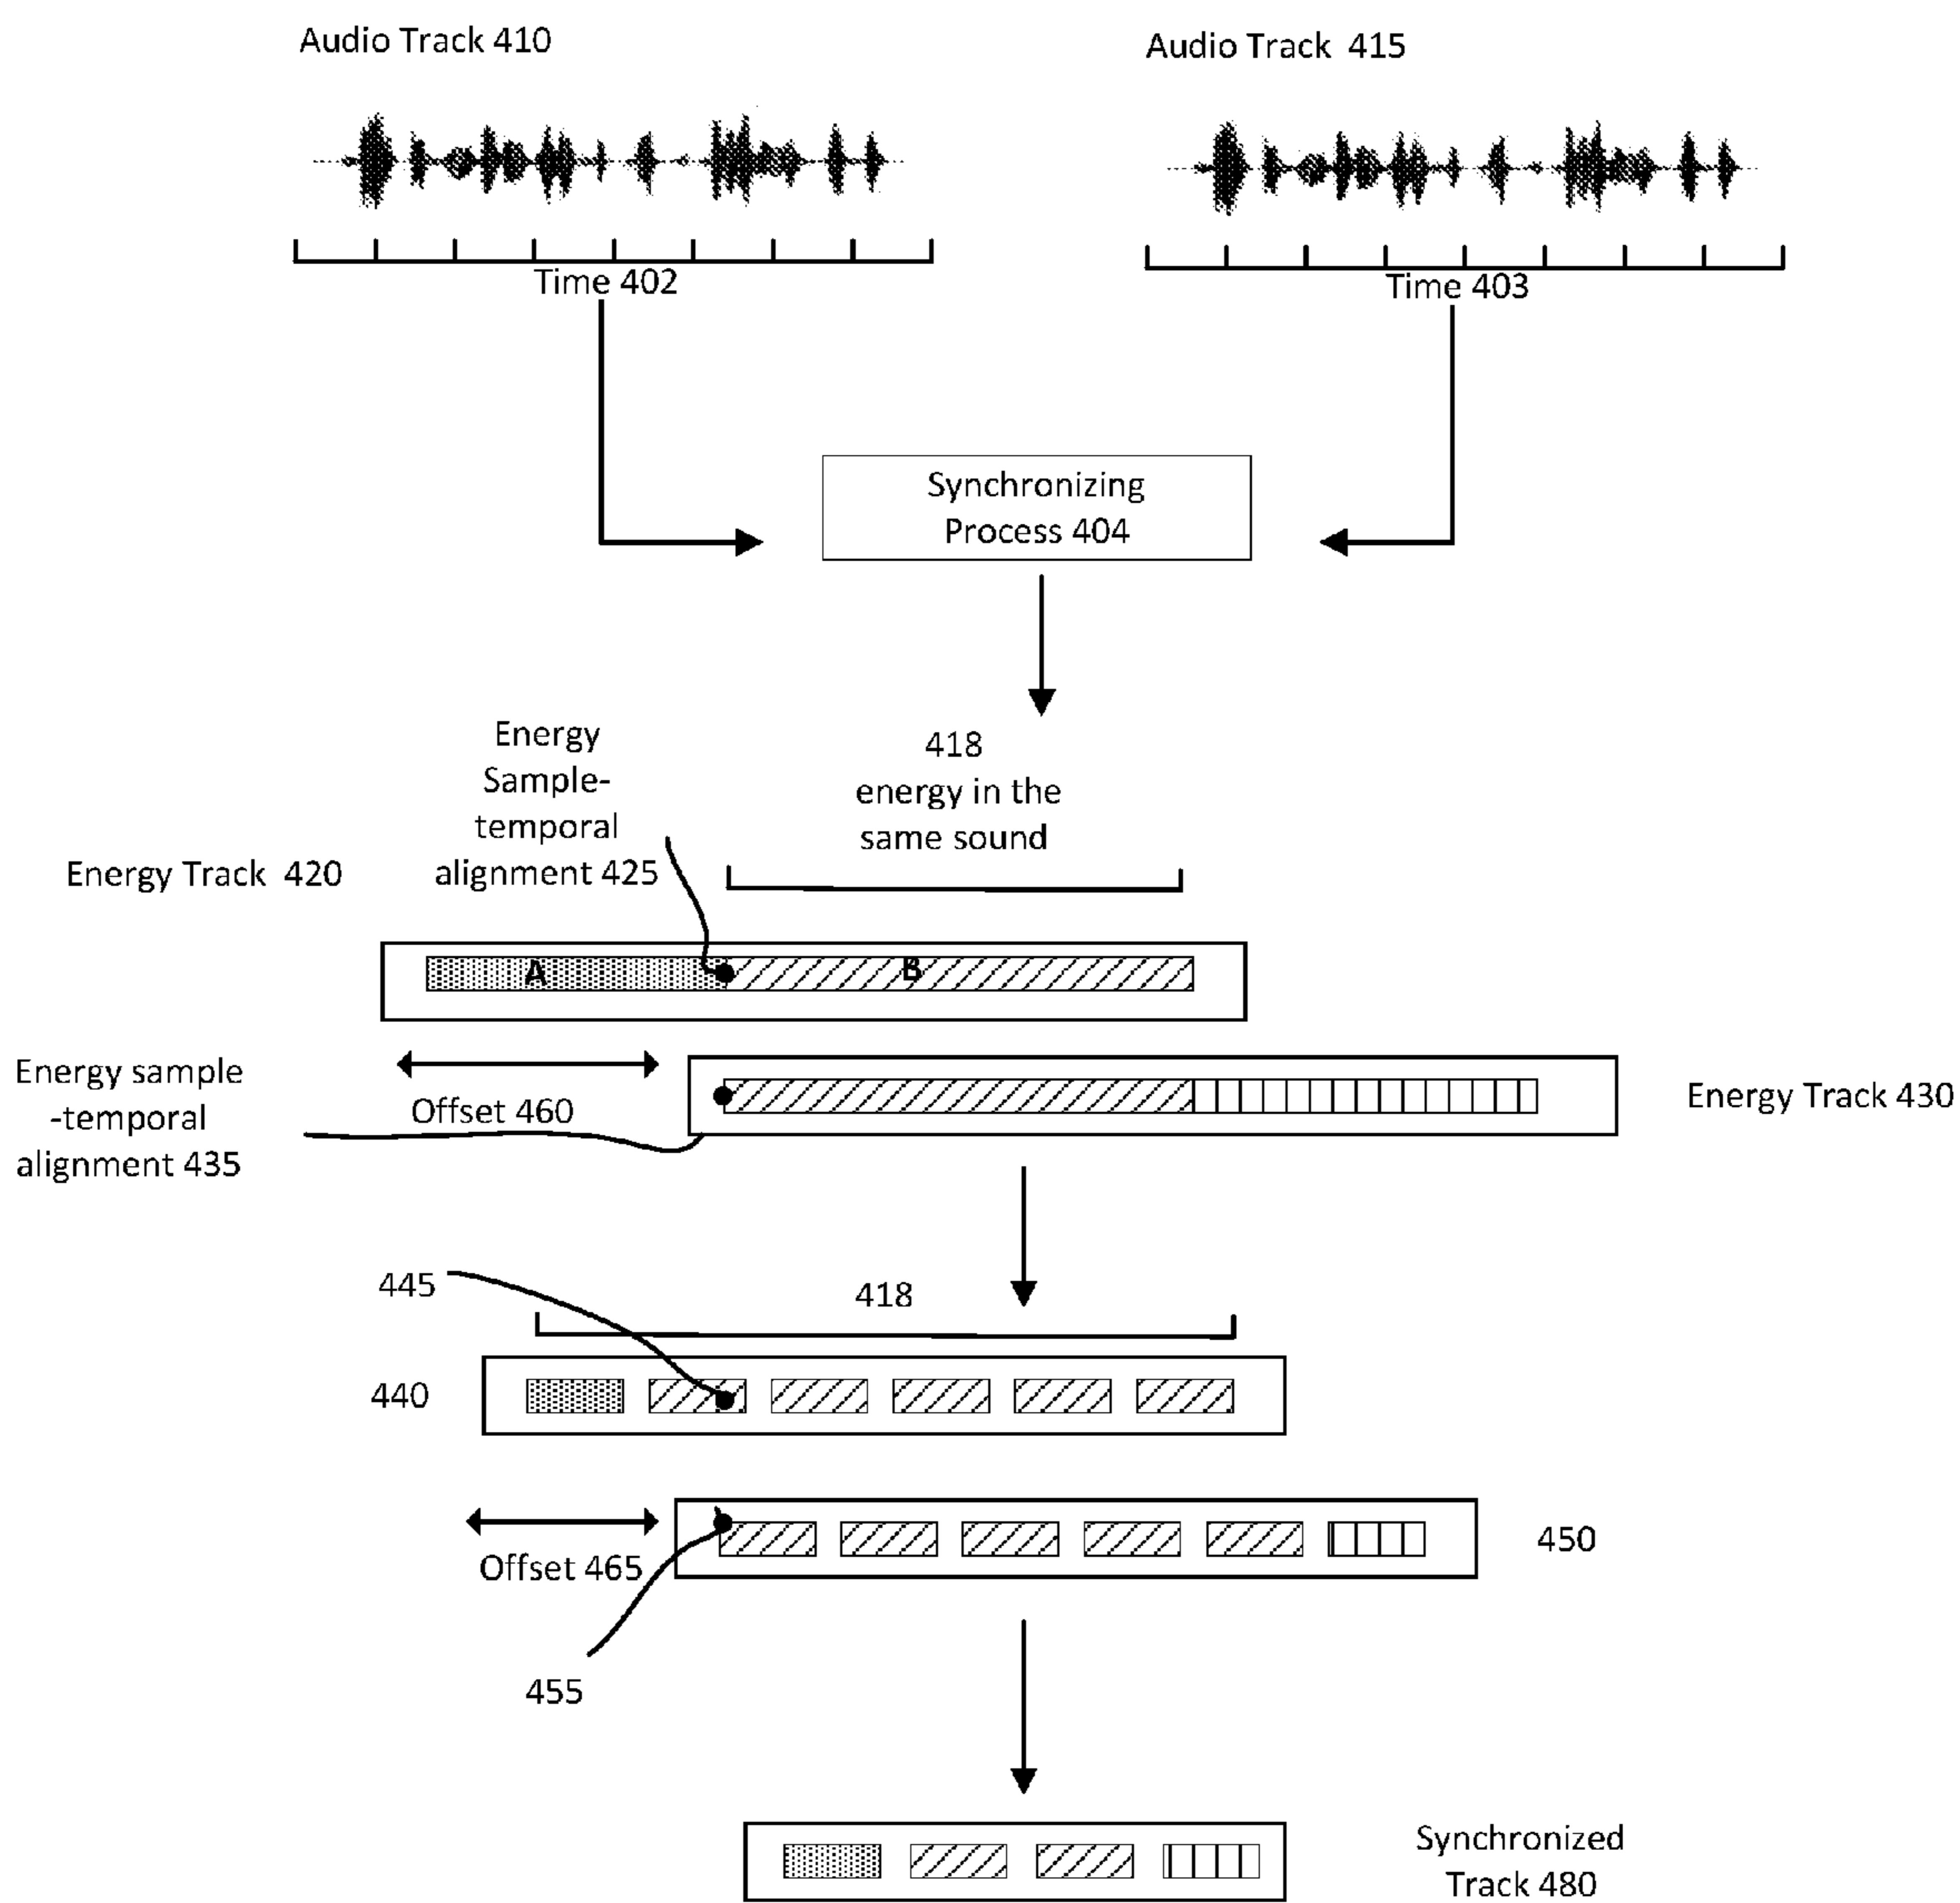 Audio Track 410
Audio Track 415
Time 402
Time 403
Synchronizing
Process 404
Energy
Sample-
temporal
alignment 425
418
energy in the
same sound
Energy Track 420
A
B
Energy sample
-temporal
alignment 435
Offset 460
Energy Track 430
445
418
440
Offset 465
450
455
Synchronized
Track 480